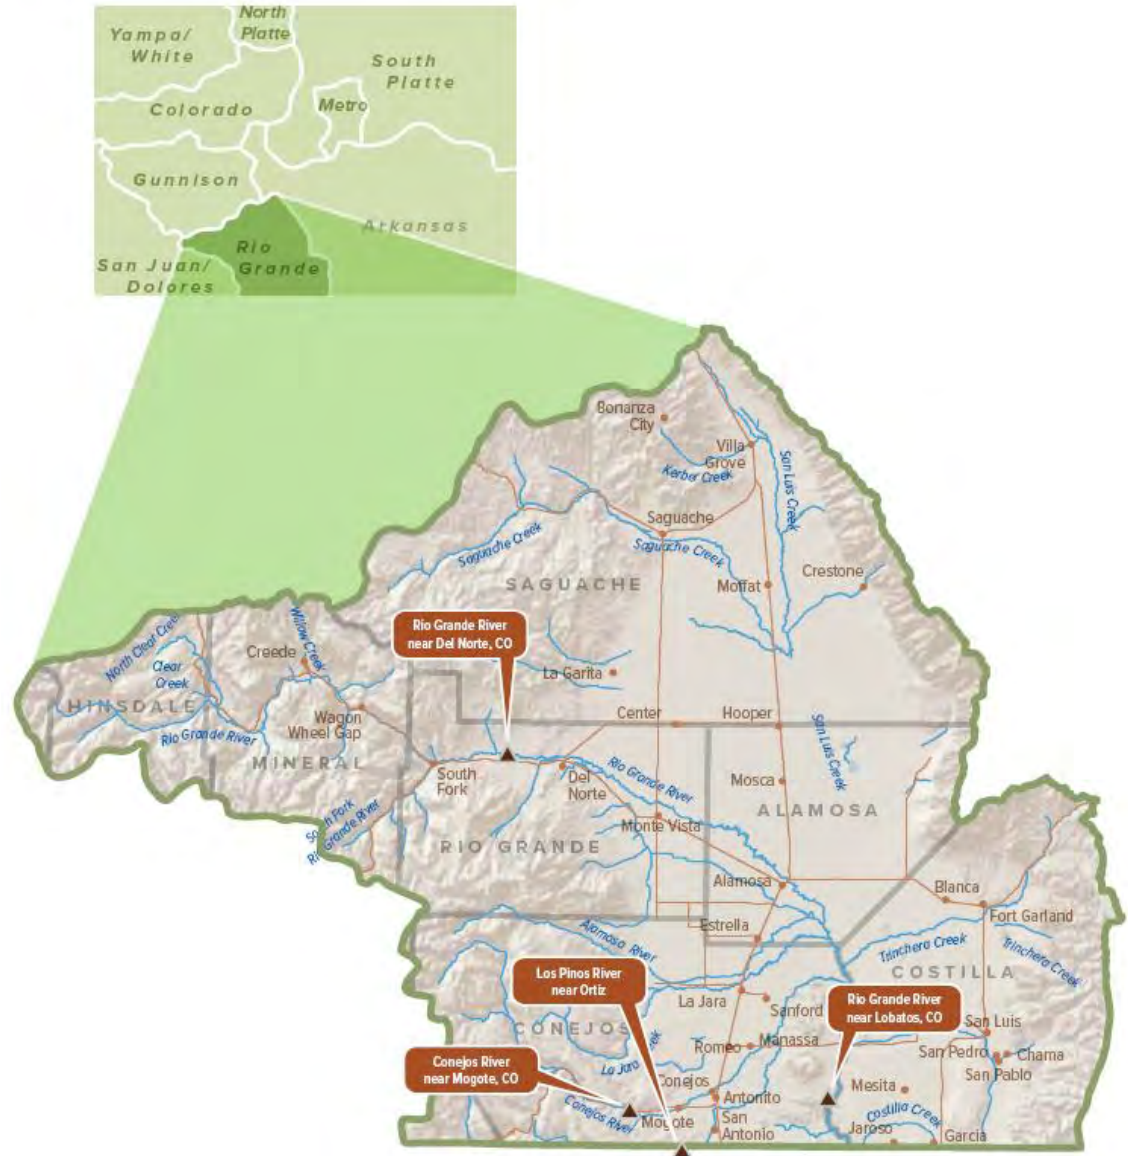 North
Platte
Yampa/
White
South
Platte
Colorado
Metro
Gunnison
Arkansas
Rio
Grande
San Juan/
Dolores
Bonanza
City
Villa
Grove
Kerber Creek
San Luis Creek
Saguache
Saguache Creek
Saguache Creek
Moffat
Crestone
SAGUACHE
Rio Grande River
near Del Norte, CO
North Clear Creek
Willow Creek
Creede
Clear
Creek
La Garita
HINSDALE
Wagon
Wheel Gap
Rio Grande River
MINERAL
Center
Hooper
San Luis Creek
South
Fork
Del
Norte
Rio Grande River
Mosca
ALAMOSA
South Fork
Rio Grande River
Monte Vista
RIO GRANDE
Alamosa
Blanca
Fort Garland
Estrella
Alamosa River
Trinchera Creek
Trinchera Creek
COSTILLA
Los Pinos River
near Ortiz
La Jara
Sanford
Rio Grande River
near Lobatos, CO
CONEJOS
San Luis
Romeo
Manassa
San Pedro
Chama
San Pablo
La Jara Creek
Conejos River
near Mogote, CO
Conejos
Antonito
Mesita
Conejos River
Mogote
San
Antonio
Costilla Creek
Jaroso
Garcia